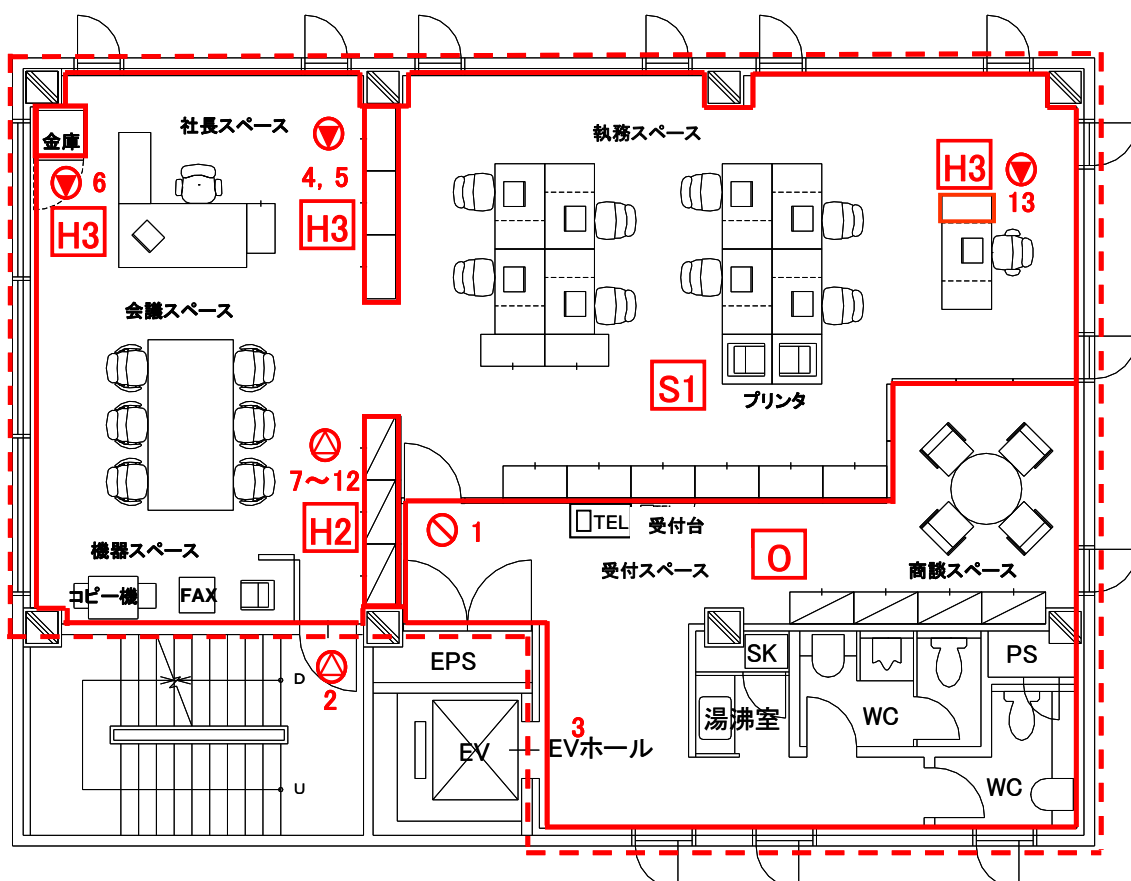 社長スペース
執務スペース
金庫
6
H3
4, 5
H3
H3
13
会議スペース
S1
プリンタ
7～12
H2
1
TEL
受付台
機器スペース
受付スペース
O
商談スペース
コピー機
FAX
EPS
SK
PS
2
D
湯沸室
WC
3
EV
EVホール
U
WC